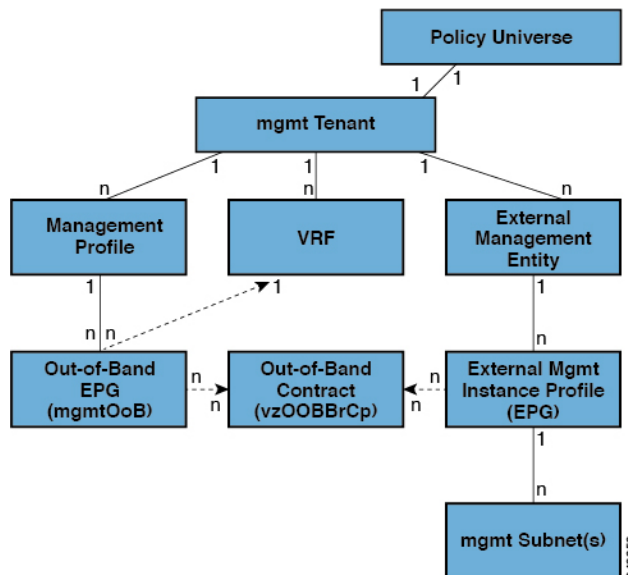 Policy Universe
1
1
mgmt Tenant
1
1
1
n
n
n
Management
Profile
VRF
External
Management
Entity
1
1
1
n
n
n
Out-of-Band
EPG
(mgmtOoB)
n
n
Out-of-Band
Contract
(vzOOBBrCp)
n
n
External Mgmt
Instance Profile
(EPG)
1
n
mgmt Subnet(s)